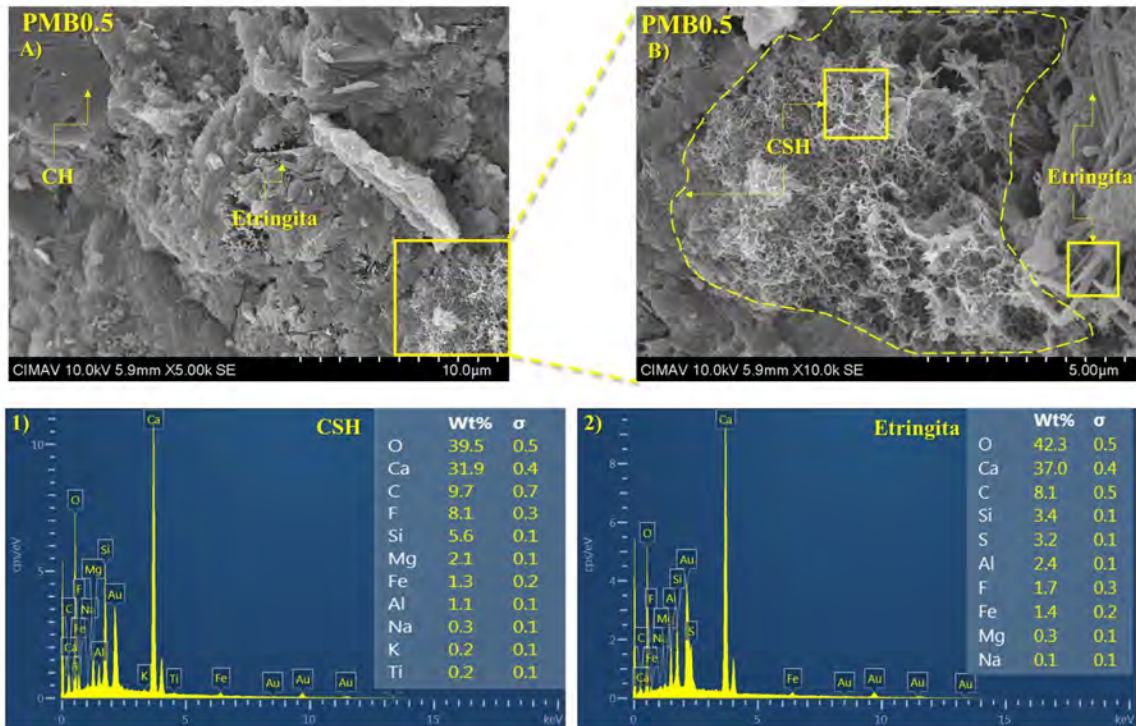 PMB0.5
A)
CH
Etringita
CIMAV 10.0kV 5.9mm X5.00k SE 10.0μm
PMB0.5
B)
CSH
Etringita
CIMAV 10.0kV 5.9mm X10.0k SE 5.00μm
1)
CSH
Wt% σ
O 39.5 0.5
Ca 31.9 0.4
C 9.7 0.7
F 8.1 0.3
Si 5.6 0.1
Mg 2.1 0.1
Fe 1.3 0.2
Al 1.1 0.1
Na 0.3 0.1
K 0.2 0.1
Ti 0.2 0.1
Ca
O
Si
Mg
F
Na
Au
C
Fe
Ca
Al
K
Ti
Fe
Au
Au
Au
10
5
0
cps/eV
0 5 10 15 keV
2)
Etringita
Wt% σ
O 42.3 0.5
Ca 37.0 0.4
C 8.1 0.5
Si 3.4 0.1
S 3.2 0.1
Al 2.4 0.1
F 1.7 0.3
Fe 1.4 0.2
Mg 0.3 0.1
Na 0.1 0.1
Ca
O
Au
Si
F
Al
Na
S
C
Fe
Ca
Fe
Au
Au
Au
Au
8
6
4
2
0
cps/eV
0 5 10 15 keV